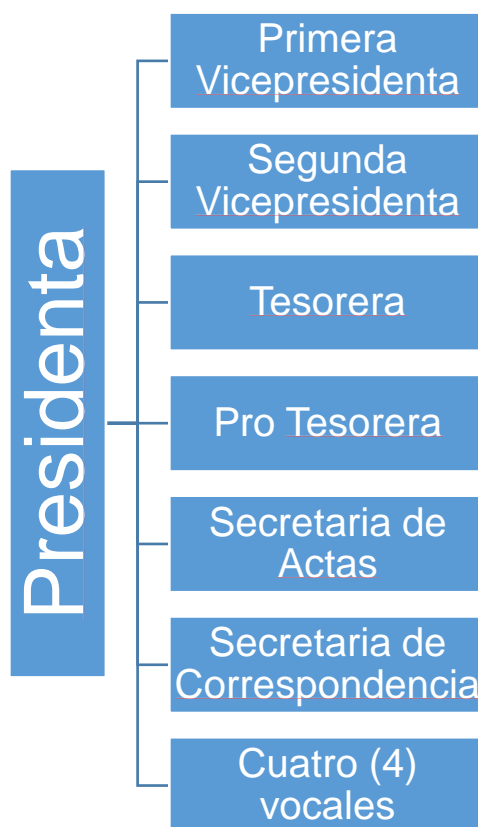 Presidenta
Primera
Vicepresidenta
Segunda
Vicepresidenta
Tesorera
Pro Tesorera
Secretaria de
Actas
Secretaria de
Correspondencia
Cuatro (4)
vocales